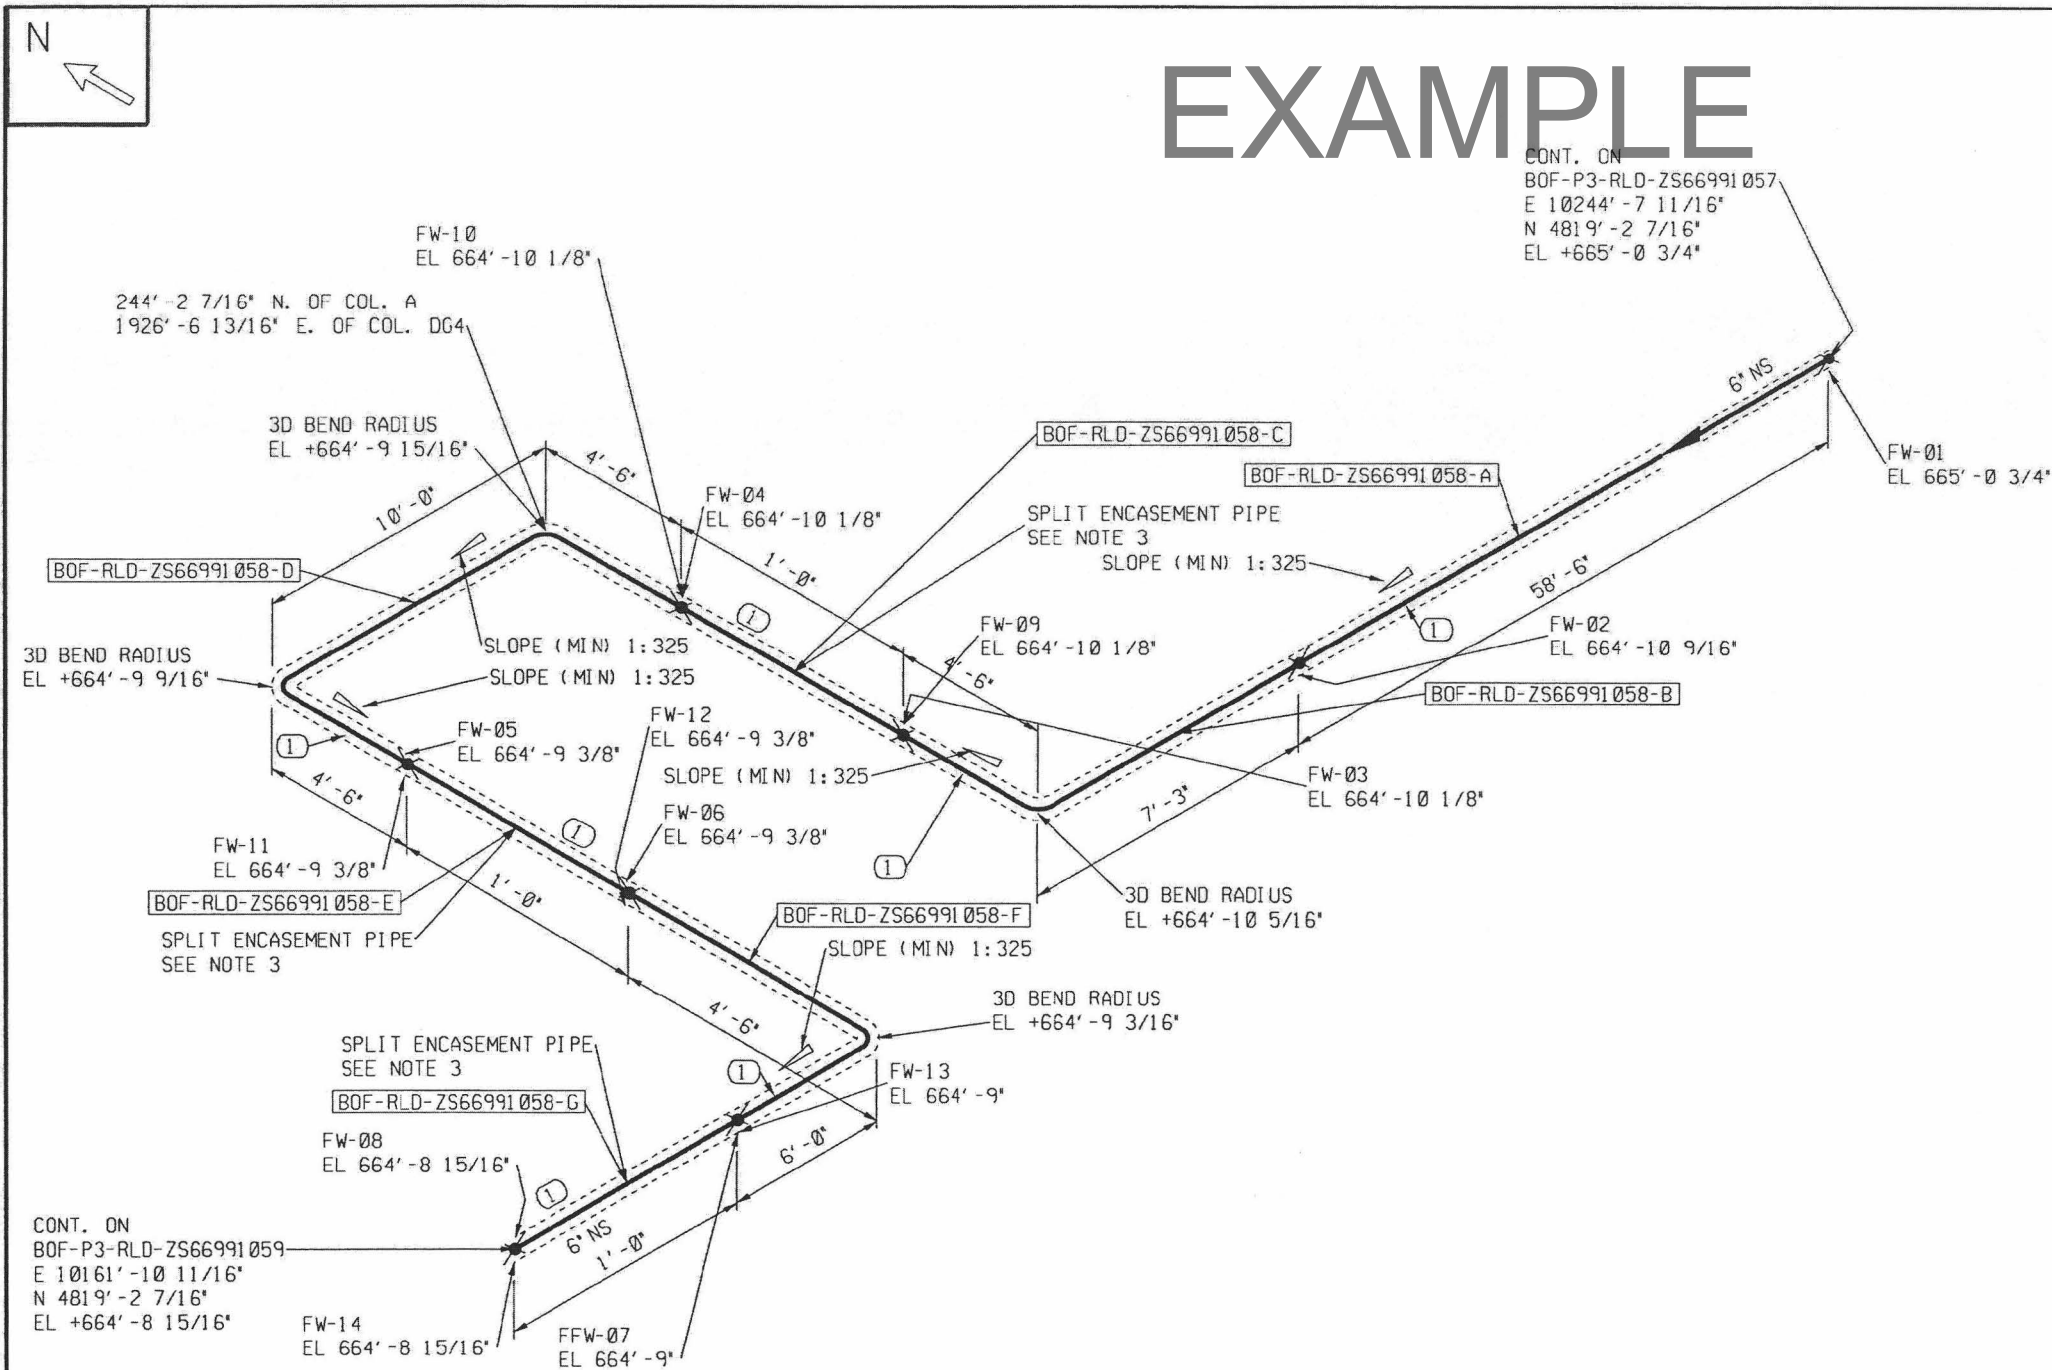 N
EXAMPLE
CONT. ON
BOF-P3-RLD-ZS66991057
E 10244'-7 11/16"
N 4819'-2 7/16"
EL +665'-0 3/4"
FW-10
EL 664'-10 1/8"
244'-2 7/16" N. OF COL. A
1926'-6 13/16" E. OF COL. DG4
6" NS
3D BEND RADIUS
EL +664'-9 15/16"
4'-6"
BOF-RLD-ZS66991058-C
FW-01
EL 665'-0 3/4"
BOF-RLD-ZS66991058-A
10'-0"
FW-04
EL 664'-10 1/8"
SPLIT ENCASEMENT PIPE
SEE NOTE 3
SLOPE (MIN) 1:325
BOF-RLD-ZS66991058-D
1'-0"
58'-6"
1
1
FW-09
EL 664'-10 1/8"
FW-02
EL 664'-10 9/16"
SLOPE (MIN) 1:325
SLOPE (MIN) 1:325
3D BEND RADIUS
EL +664'-9 9/16"
4'-6"
BOF-RLD-ZS66991058-B
FW-12
EL 664'-9 3/8"
FW-05
EL 664'-9 3/8"
1
SLOPE (MIN) 1:325
FW-03
EL 664'-10 1/8"
4'-6"
7'-3"
FW-06
EL 664'-9 3/8"
1
FW-11
EL 664'-9 3/8"
1
BOF-RLD-ZS66991058-E
1'-0"
3D BEND RADIUS
EL +664'-10 5/16"
BOF-RLD-ZS66991058-F
SPLIT ENCASEMENT PIPE
SEE NOTE 3
SLOPE (MIN) 1:325
4'-6"
3D BEND RADIUS
EL +664'-9 3/16"
SPLIT ENCASEMENT PIPE
SEE NOTE 3
1
FW-13
EL 664'-9"
BOF-RLD-ZS66991058-G
FW-08
EL 664'-8 15/16"
6'-0"
1
CONT. ON
BOF-P3-RLD-ZS66991059
E 10161'-10 11/16"
N 4819'-2 7/16"
EL +664'-8 15/16"
6" NS
1'-0"
FW-14
EL 664'-8 15/16"
FFW-07
EL 664'-9"